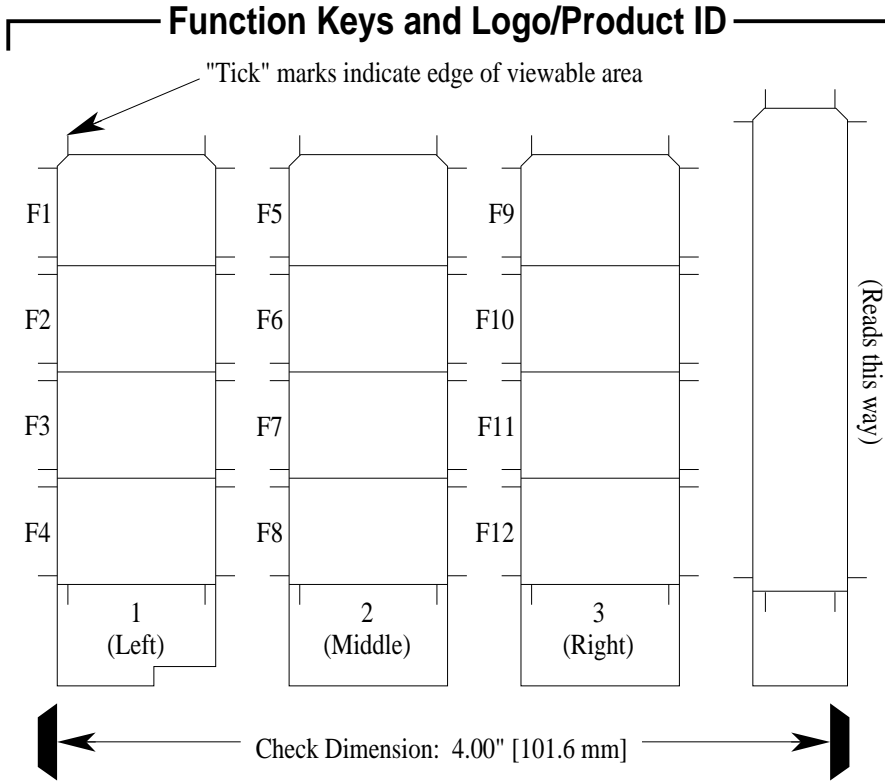 Function Keys and Logo/Product ID
"Tick" marks indicate edge of viewable area
F1
F2
F3
F4
1
(Left)
F5
F6
F7
F8
2
(Middle)
F9
F10
F11
F12
3
(Right)
(Reads this way)
Check Dimension: 4.00" [101.6 mm]